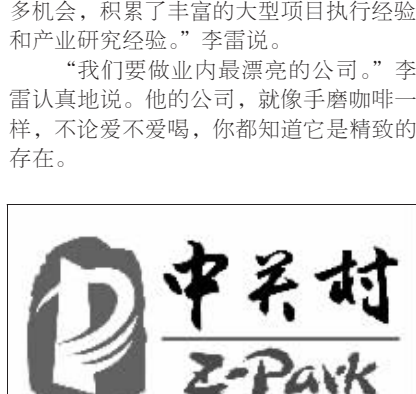 多机会，积累了丰富的大型项目执行经验
和产业研究经验。”李雷说。
“我们要做业内最漂亮的公司。”李
雷认真地说。他的公司，就像手磨咖啡一
样，不论爱不爱喝，你都知道它是精致的
存在。
中关村
Z-Park